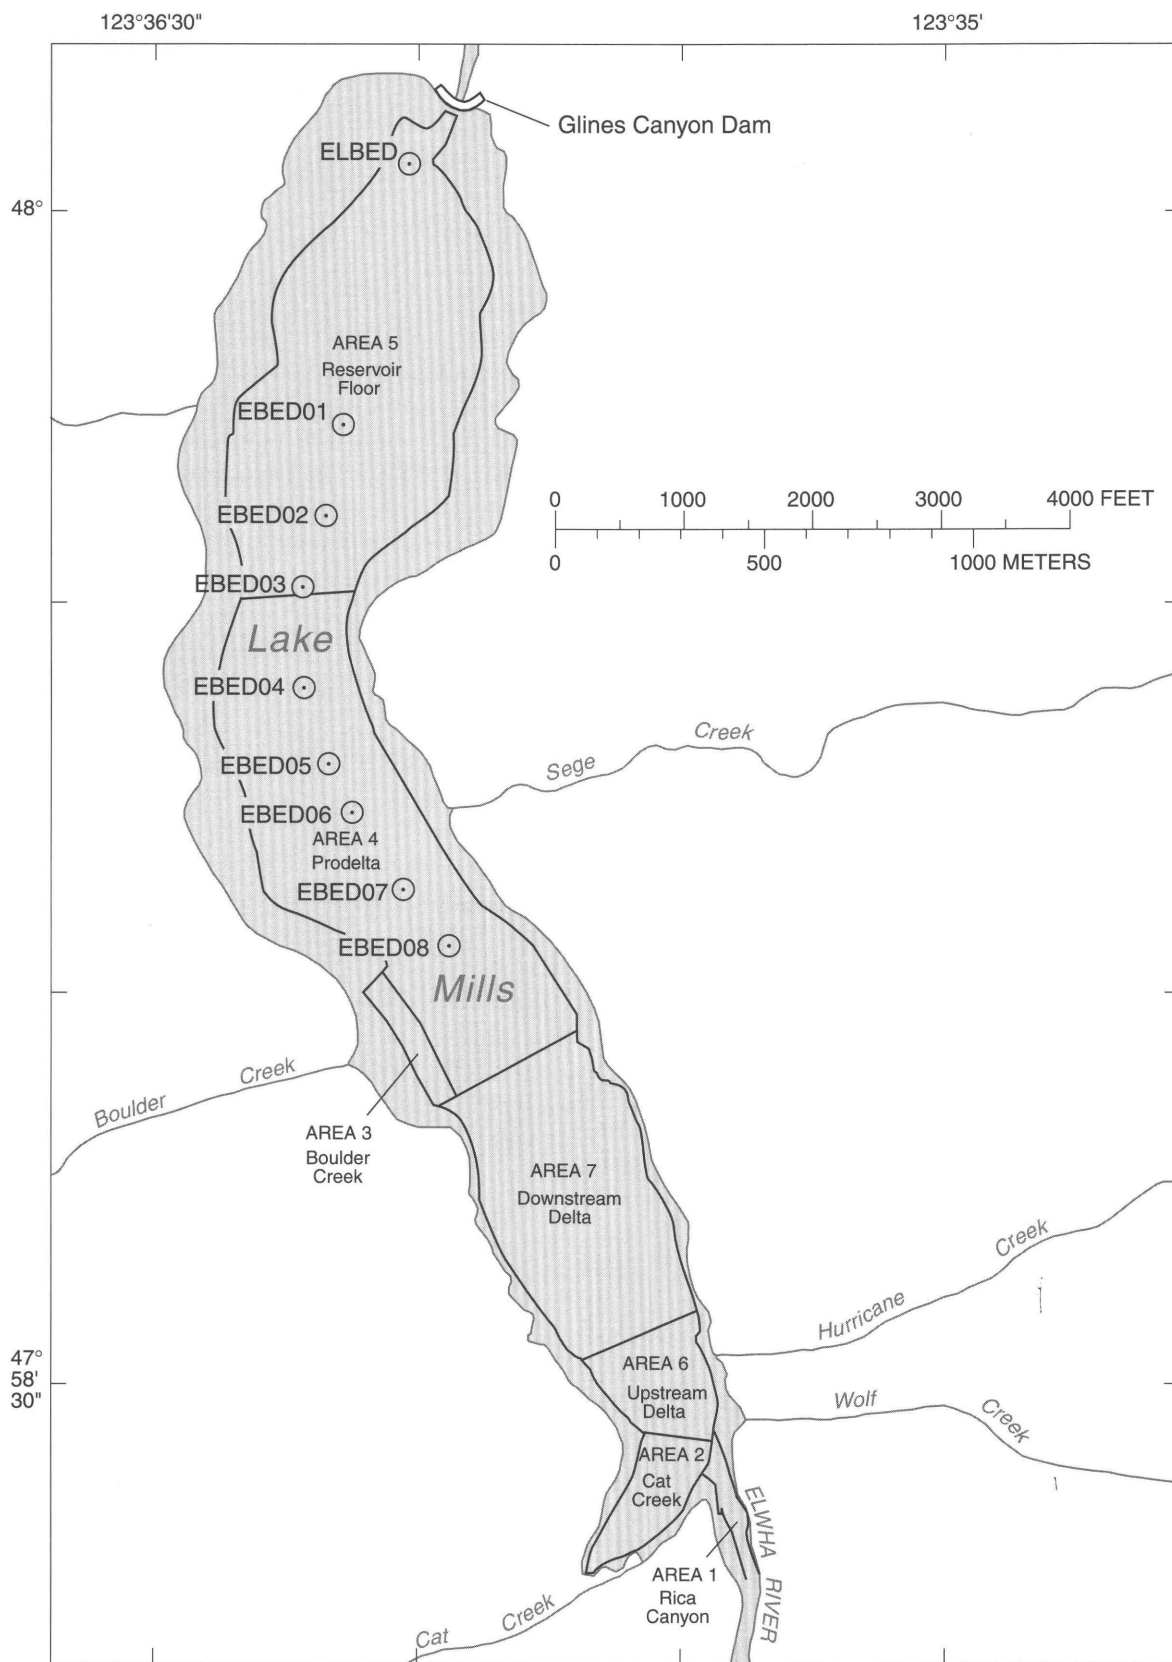 123°36'30"
123°35'
Glines Canyon Dam
ELBED
48°
AREA 5
Reservoir
Floor
EBED01
0 1000 2000 3000 4000 FEET
EBED02
0 500 1000 METERS
EBED03
Lake
EBED04
Sege Creek
EBED05
EBED06
AREA 4
Prodelta
EBED07
EBED08
Mills
Boulder Creek
AREA 3
Boulder
Creek
AREA 7
Downstream
Delta
Hurricane Creek
47°
58'
30"
AREA 6
Upstream
Delta
Wolf Creek
AREA 2
Cat
Creek
ELWHA RIVER
AREA 1
Rica
Canyon
Cat Creek